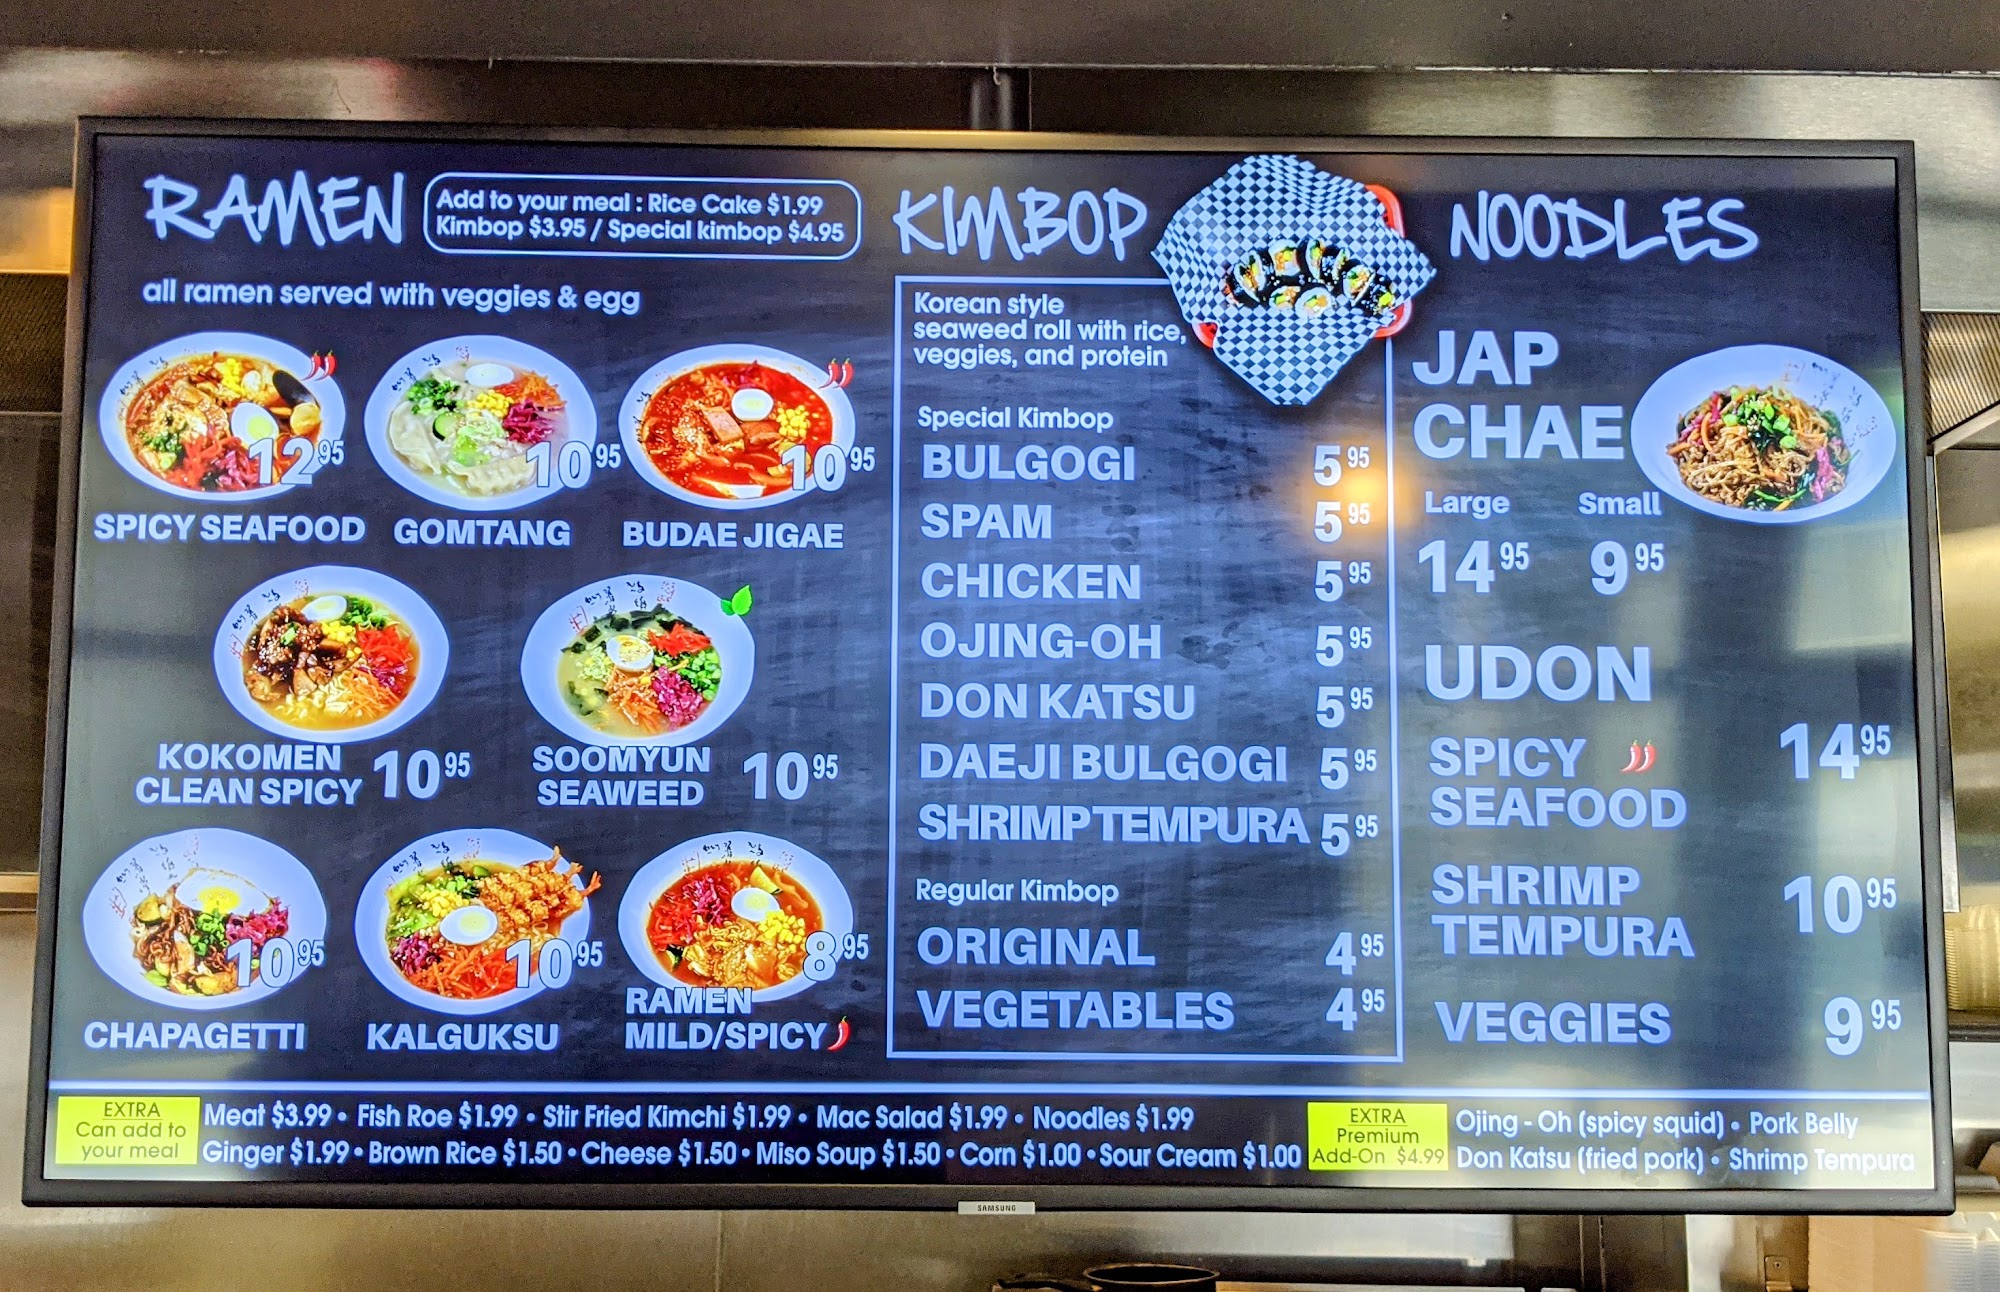 RAMEN
Add to your meal : Rice Cake $1.99
Kimbop $3.95 / Special kimbop $4.95
all ramen served with veggies & egg
12.95
SPICY SEAFOOD
10.95
GOMTANG
10.95
BUDAE JIGAE
KOKOMEN
CLEAN SPICY 10.95
SOOMYUN
SEAWEED 10.95
10.95
CHAPAGETTI
10.95
KALGUKSU
8.95
RAMEN
MILD/SPICY
KIMBOP
Korean style
seaweed roll with rice,
veggies, and protein
Special Kimbop
BULGOGI 5.95
SPAM 5.95
CHICKEN 5.95
OJING-OH 5.95
DON KATSU 5.95
DAEJI BULGOGI 5.95
SHRIMP TEMPURA 5.95
Regular Kimbop
ORIGINAL 4.95
VEGETABLES 4.95
NOODLES
JAP
CHAE
Large Small
14.95 9.95
UDON
SPICY
SEAFOOD 14.95
SHRIMP
TEMPURA 10.95
VEGGIES 9.95
EXTRA
Can add to
your meal
Meat $3.99 • Fish Roe $1.99 • Stir Fried Kimchi $1.99 • Mac Salad $1.99 • Noodles $1.99
Ginger $1.99 • Brown Rice $1.50 • Cheese $1.50 • Miso Soup $1.50 • Corn $1.00 • Sour Cream $1.00
EXTRA
Premium
Add-On $4.99
Ojing - Oh (spicy squid) • Pork Belly
Don Katsu (fried pork) • Shrimp Tempura
SAMSUNG